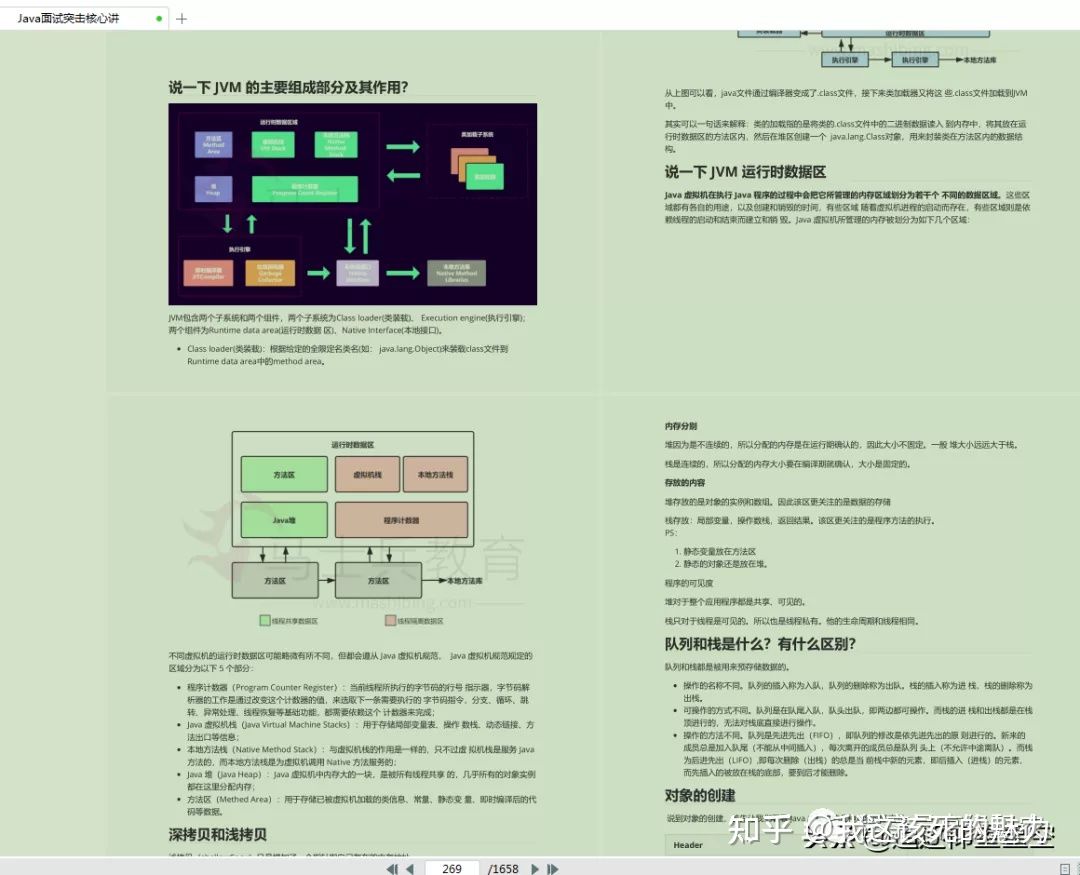 Java面试突击核心讲
说一下 JVM 的主要组成部分及其作用?
运行时数据区域
方法区
Method
Area
堆
Heap
程序计数器
类加载子系统
执行引擎
本地方法库
Native Method
Libraries
JVM包含两个子系统和两个组件，两个子系统为Class loader(类装载)、 Execution engine(执行引擎);
两个组件为Runtime data area(运行时数据 区)、Native Interface(本地接口)。
• Class loader(类装载)：根据给定的全限定名类名(如： java.lang.Object)来装载class文件到
Runtime data area中的method area。
运行时数据区
执行引擎
执行引擎
本地方法库
从上图可以看，java文件通过编译器变成了.class文件，接下来类加载器又将这 些.class文件加载到JVM
中。
其实可以一句话来解释：类的加载指的是将类的.class文件中的二进制数据读入 到内存中，将其放在运
行时数据区的方法区内，然后在堆区创建一个 java.lang.Class对象，用来封装类在方法区内的数据结
构。
说一下 JVM 运行时数据区
Java 虚拟机在执行 Java 程序的过程中会把它所管理的内存区域划分为若干个 不同的数据区域。这些区
域都有各自的用途，以及创建和销毁的时间，有些区域 随着虚拟机进程的启动而存在，有些区域则是依
赖线程的启动和结束而建立和销 毁。Java 虚拟机所管理的内存被划分为如下几个区域:
运行时数据区
方法区
虚拟机栈
本地方法栈
Java堆
程序计数器
方法区
方法区
本地方法库
马士兵教育
www.mashibing.com
线程共享数据区
线程隔离数据区
不同虚拟机的运行时数据区可能略微有所不同，但都会遵从 Java 虚拟机规范， Java 虚拟机规范规定的
区域分为以下 5 个部分：
• 程序计数器（Program Counter Register）：当前线程所执行的字节码的行号 指示器，字节码解
析器的工作是通过改变这个计数器的值，来选取下一条需要执行的 字节码指令，分支、循环、跳
转、异常处理、线程恢复等基础功能，都需要依赖这个 计数器来完成；
• Java 虚拟机栈（Java Virtual Machine Stacks）：用于存储局部变量表、操作 数栈、动态链接、方
法出口等信息；
• 本地方法栈（Native Method Stack）：与虚拟机栈的作用是一样的，只不过虚 拟机栈是服务 Java
方法的，而本地方法栈是为虚拟机调用 Native 方法服务的；
• Java 堆（Java Heap）：Java 虚拟机中内存大的一块，是被所有线程共享 的，几乎所有的对象实例
都在这里分配内存；
• 方法区（Methed Area）：用于存储已被虚拟机加载的类信息、常量、静态变 量、即时编译后的代
码等数据。
深拷贝和浅拷贝
内存分别
堆因为是不连续的，所以分配的内存是在运行期确认的，因此大小不固定。一般 堆大小远远大于栈。
栈是连续的，所以分配的内存大小要在编译期就确认，大小是固定的。
存放的内容
堆存放的是对象的实例和数组。因此该区更关注的是数据的存储
栈存放：局部变量，操作数栈，返回结果。该区更关注的是程序方法的执行。
PS：
1. 静态变量放在方法区
2. 静态的对象还是放在堆。
程序的可见度
堆对于整个应用程序都是共享、可见的。
栈只对于线程是可见的。所以也是线程私有。他的生命周期和线程相同。
队列和栈是什么？有什么区别?
队列和栈都是被用来预存储数据的。
• 操作的名称不同。队列的插入称为入队，队列的删除称为出队。栈的插入称为进 栈，栈的删除称为
出栈。
• 可操作的方式不同。队列是在队尾入队，队头出队，即两边都可操作。而栈的进 栈和出栈都是在栈
顶进行的，无法对栈底直接进行操作。
• 操作的方法不同。队列是先进先出（FIFO），即队列的修改是依先进先出的原 则进行的。新来的
成员总是加入队尾（不能从中间插入），每次离开的成员总是队列 头上（不允许中途离队）。而栈
为后进先出（LIFO）,即每次删除（出栈）的总是当 前栈中新的元素，即后插入（进栈）的元素，
而先插入的被放在栈的底部，要到后才能删除。
对象的创建
说到对象的创建，
Header
知乎
269
/1658